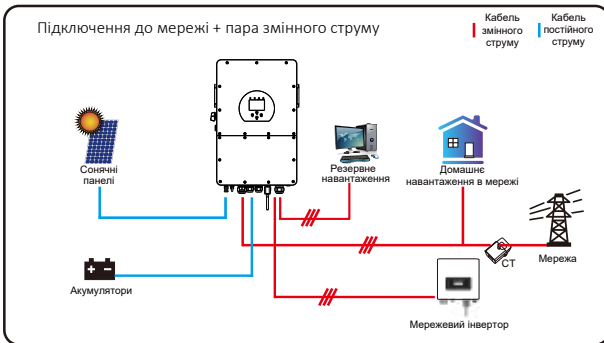 Підключення до мережі + пара змінного струму
Кабель
змінного
струму
Кабель
постійного
струму
Сонячні
панелі
Резервне
навантаження
Домашнє
навантаження в мережі
CT
Мережа
Акумулятори
Мережевий інвертор